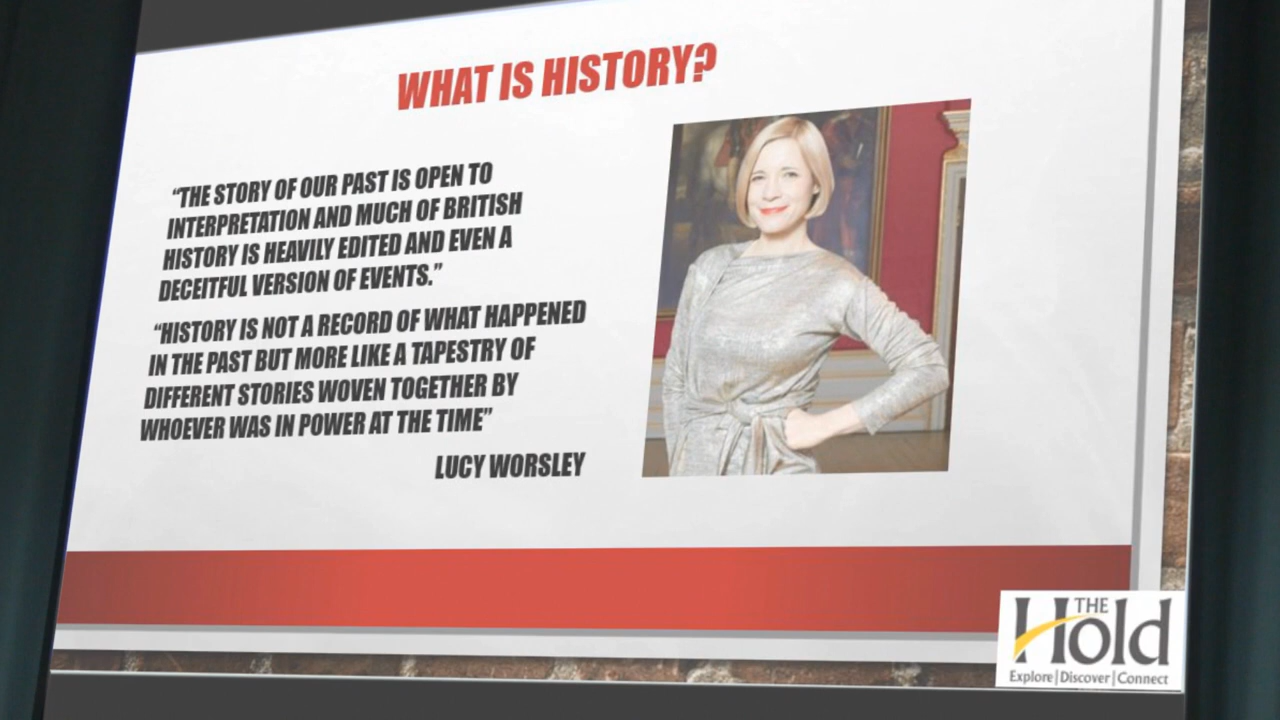 WHAT IS HISTORY?
“THE STORY OF OUR PAST IS OPEN TO
INTERPRETATION AND MUCH OF BRITISH
HISTORY IS HEAVILY EDITED AND EVEN A
DECEITFUL VERSION OF EVENTS.”
“HISTORY IS NOT A RECORD OF WHAT HAPPENED
IN THE PAST BUT MORE LIKE A TAPESTRY OF
DIFFERENT STORIES WOVEN TOGETHER BY
WHOEVER WAS IN POWER AT THE TIME”
LUCY WORSLEY
THE
Hold
Explore|Discover|Connect